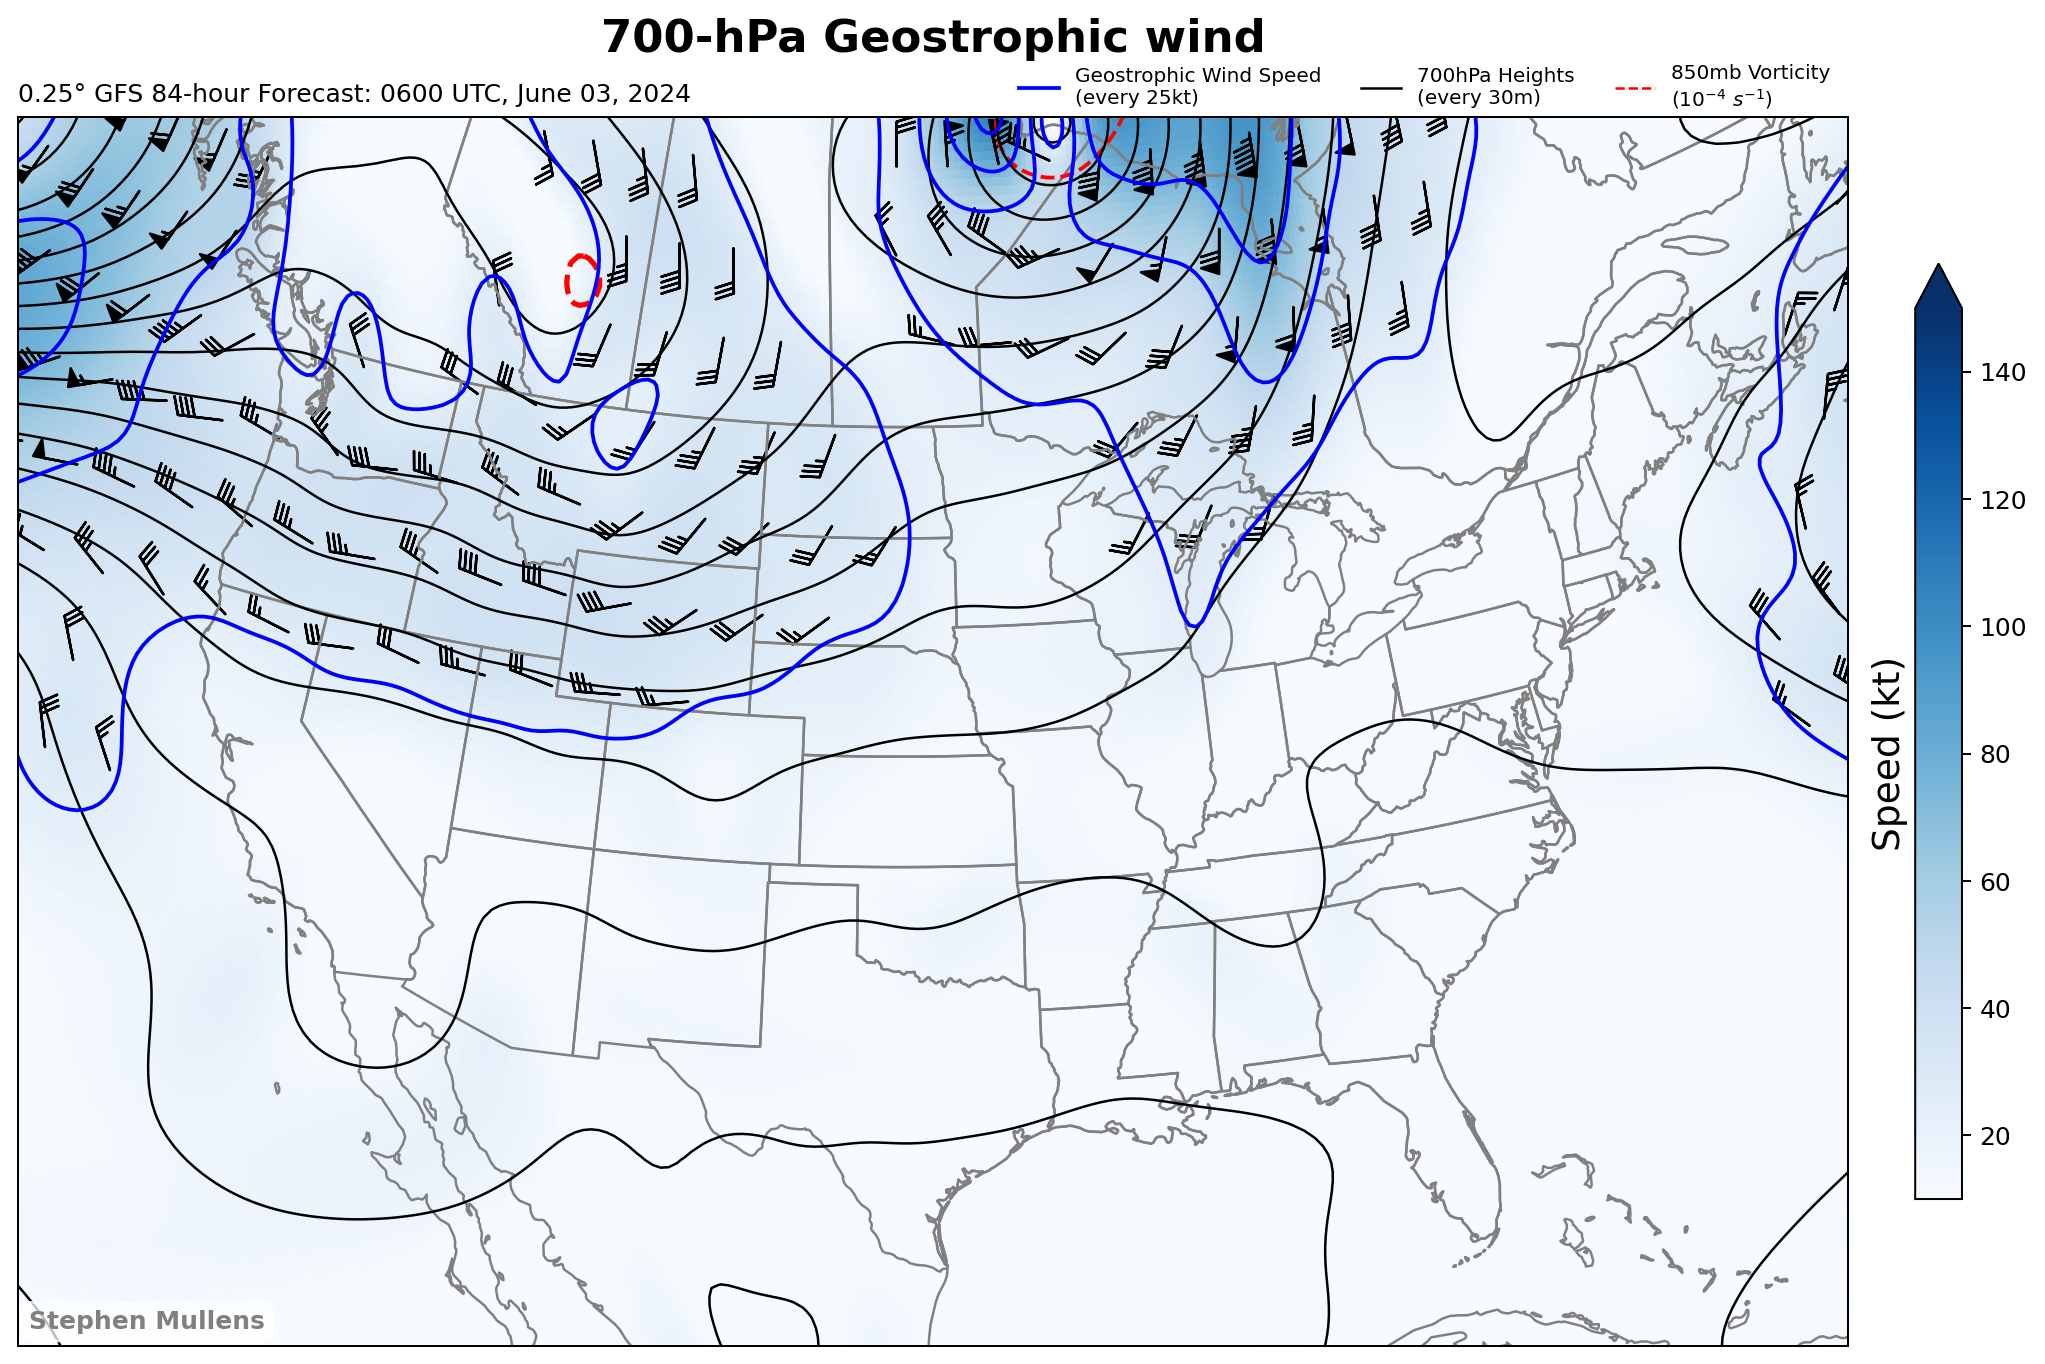 700-hPa Geostrophic wind
0.25° GFS 84-hour Forecast: 0600 UTC, June 03, 2024
Geostrophic Wind Speed
(every 25kt)
700hPa Heights
(every 30m)
850mb Vorticity
(10⁻⁴ s⁻¹)
140
120
100
80
60
40
20
Speed (kt)
Stephen Mullens